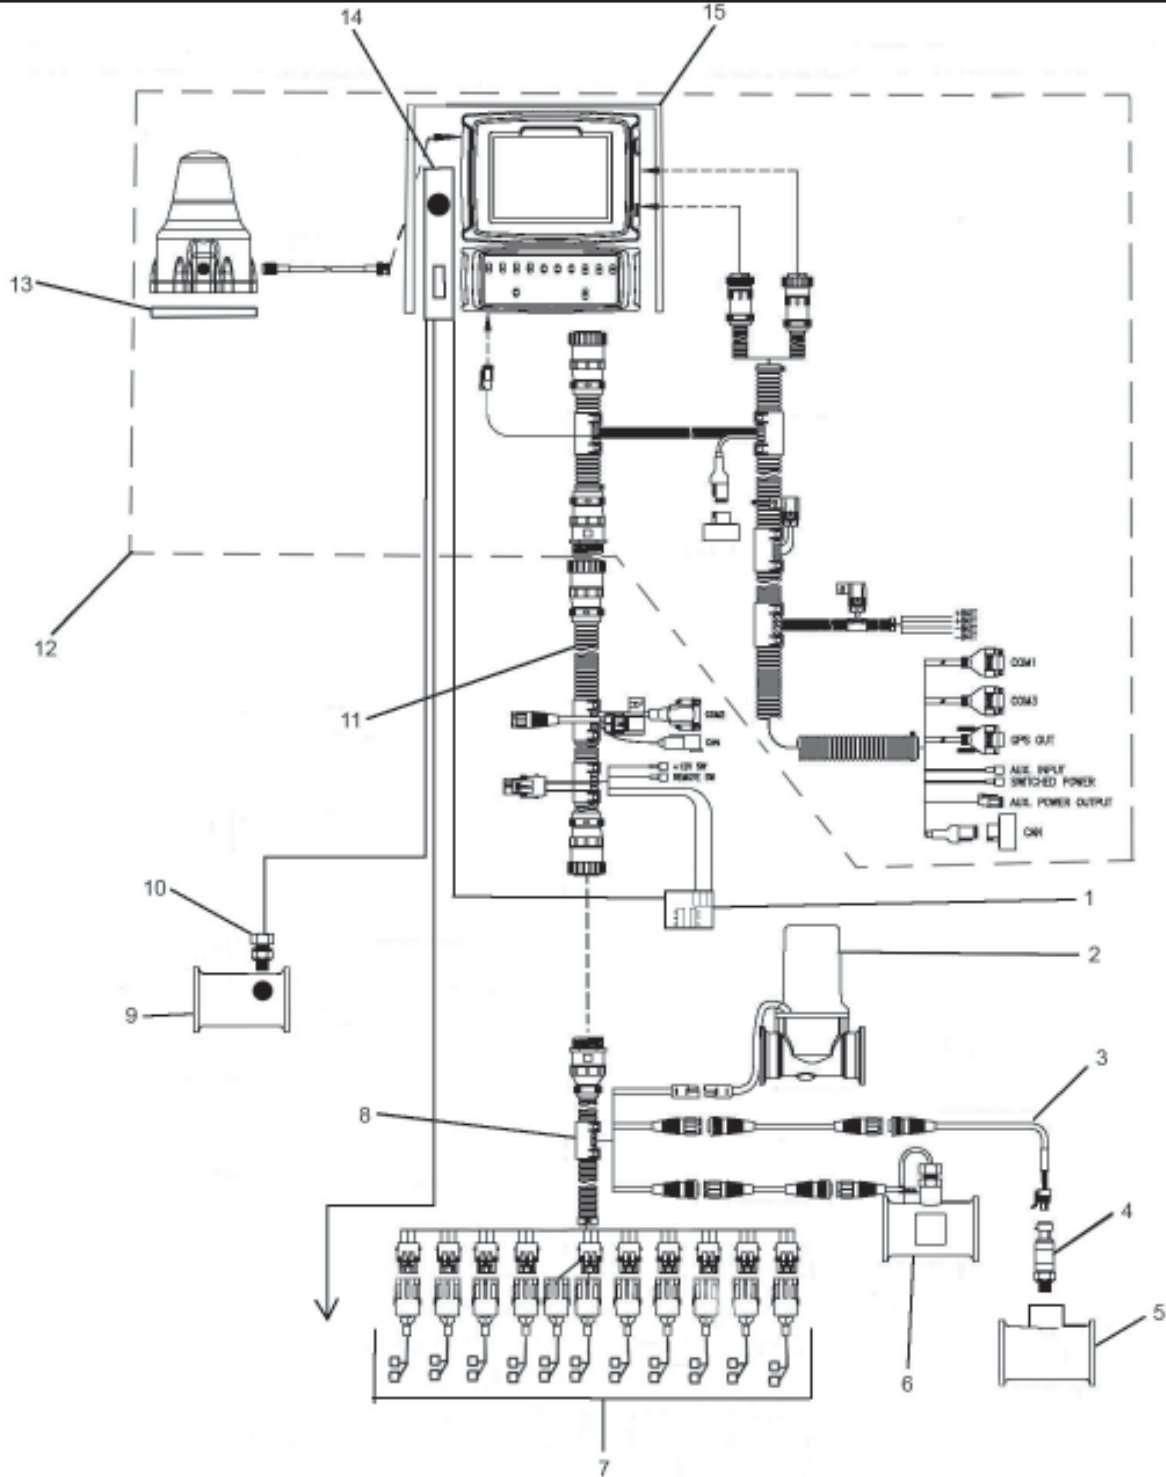 14
15
13
12
COM1
COM3
GPS OUT
AUX. INPUT
SWITCHED POWER
AUX. POWER OUTPUT
CAN
11
COM2
CAN
+12V SW
REMOTE SW
10
1
2
9
3
8
4
5
6
7